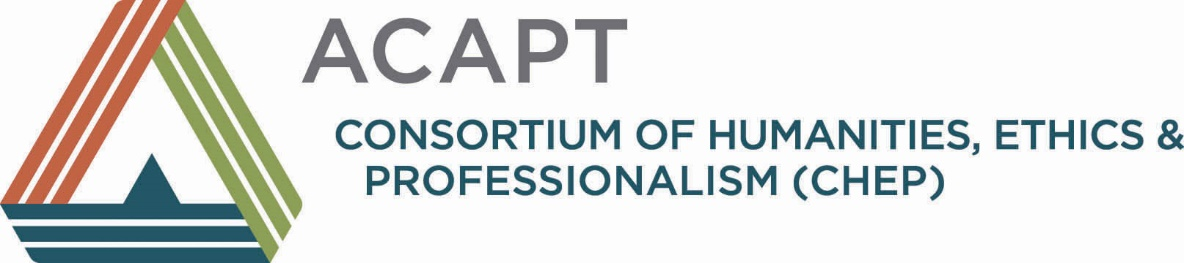 ACAPT
CONSORTIUM OF HUMANITIES, ETHICS &
PROFESSIONALISM (CHEP)